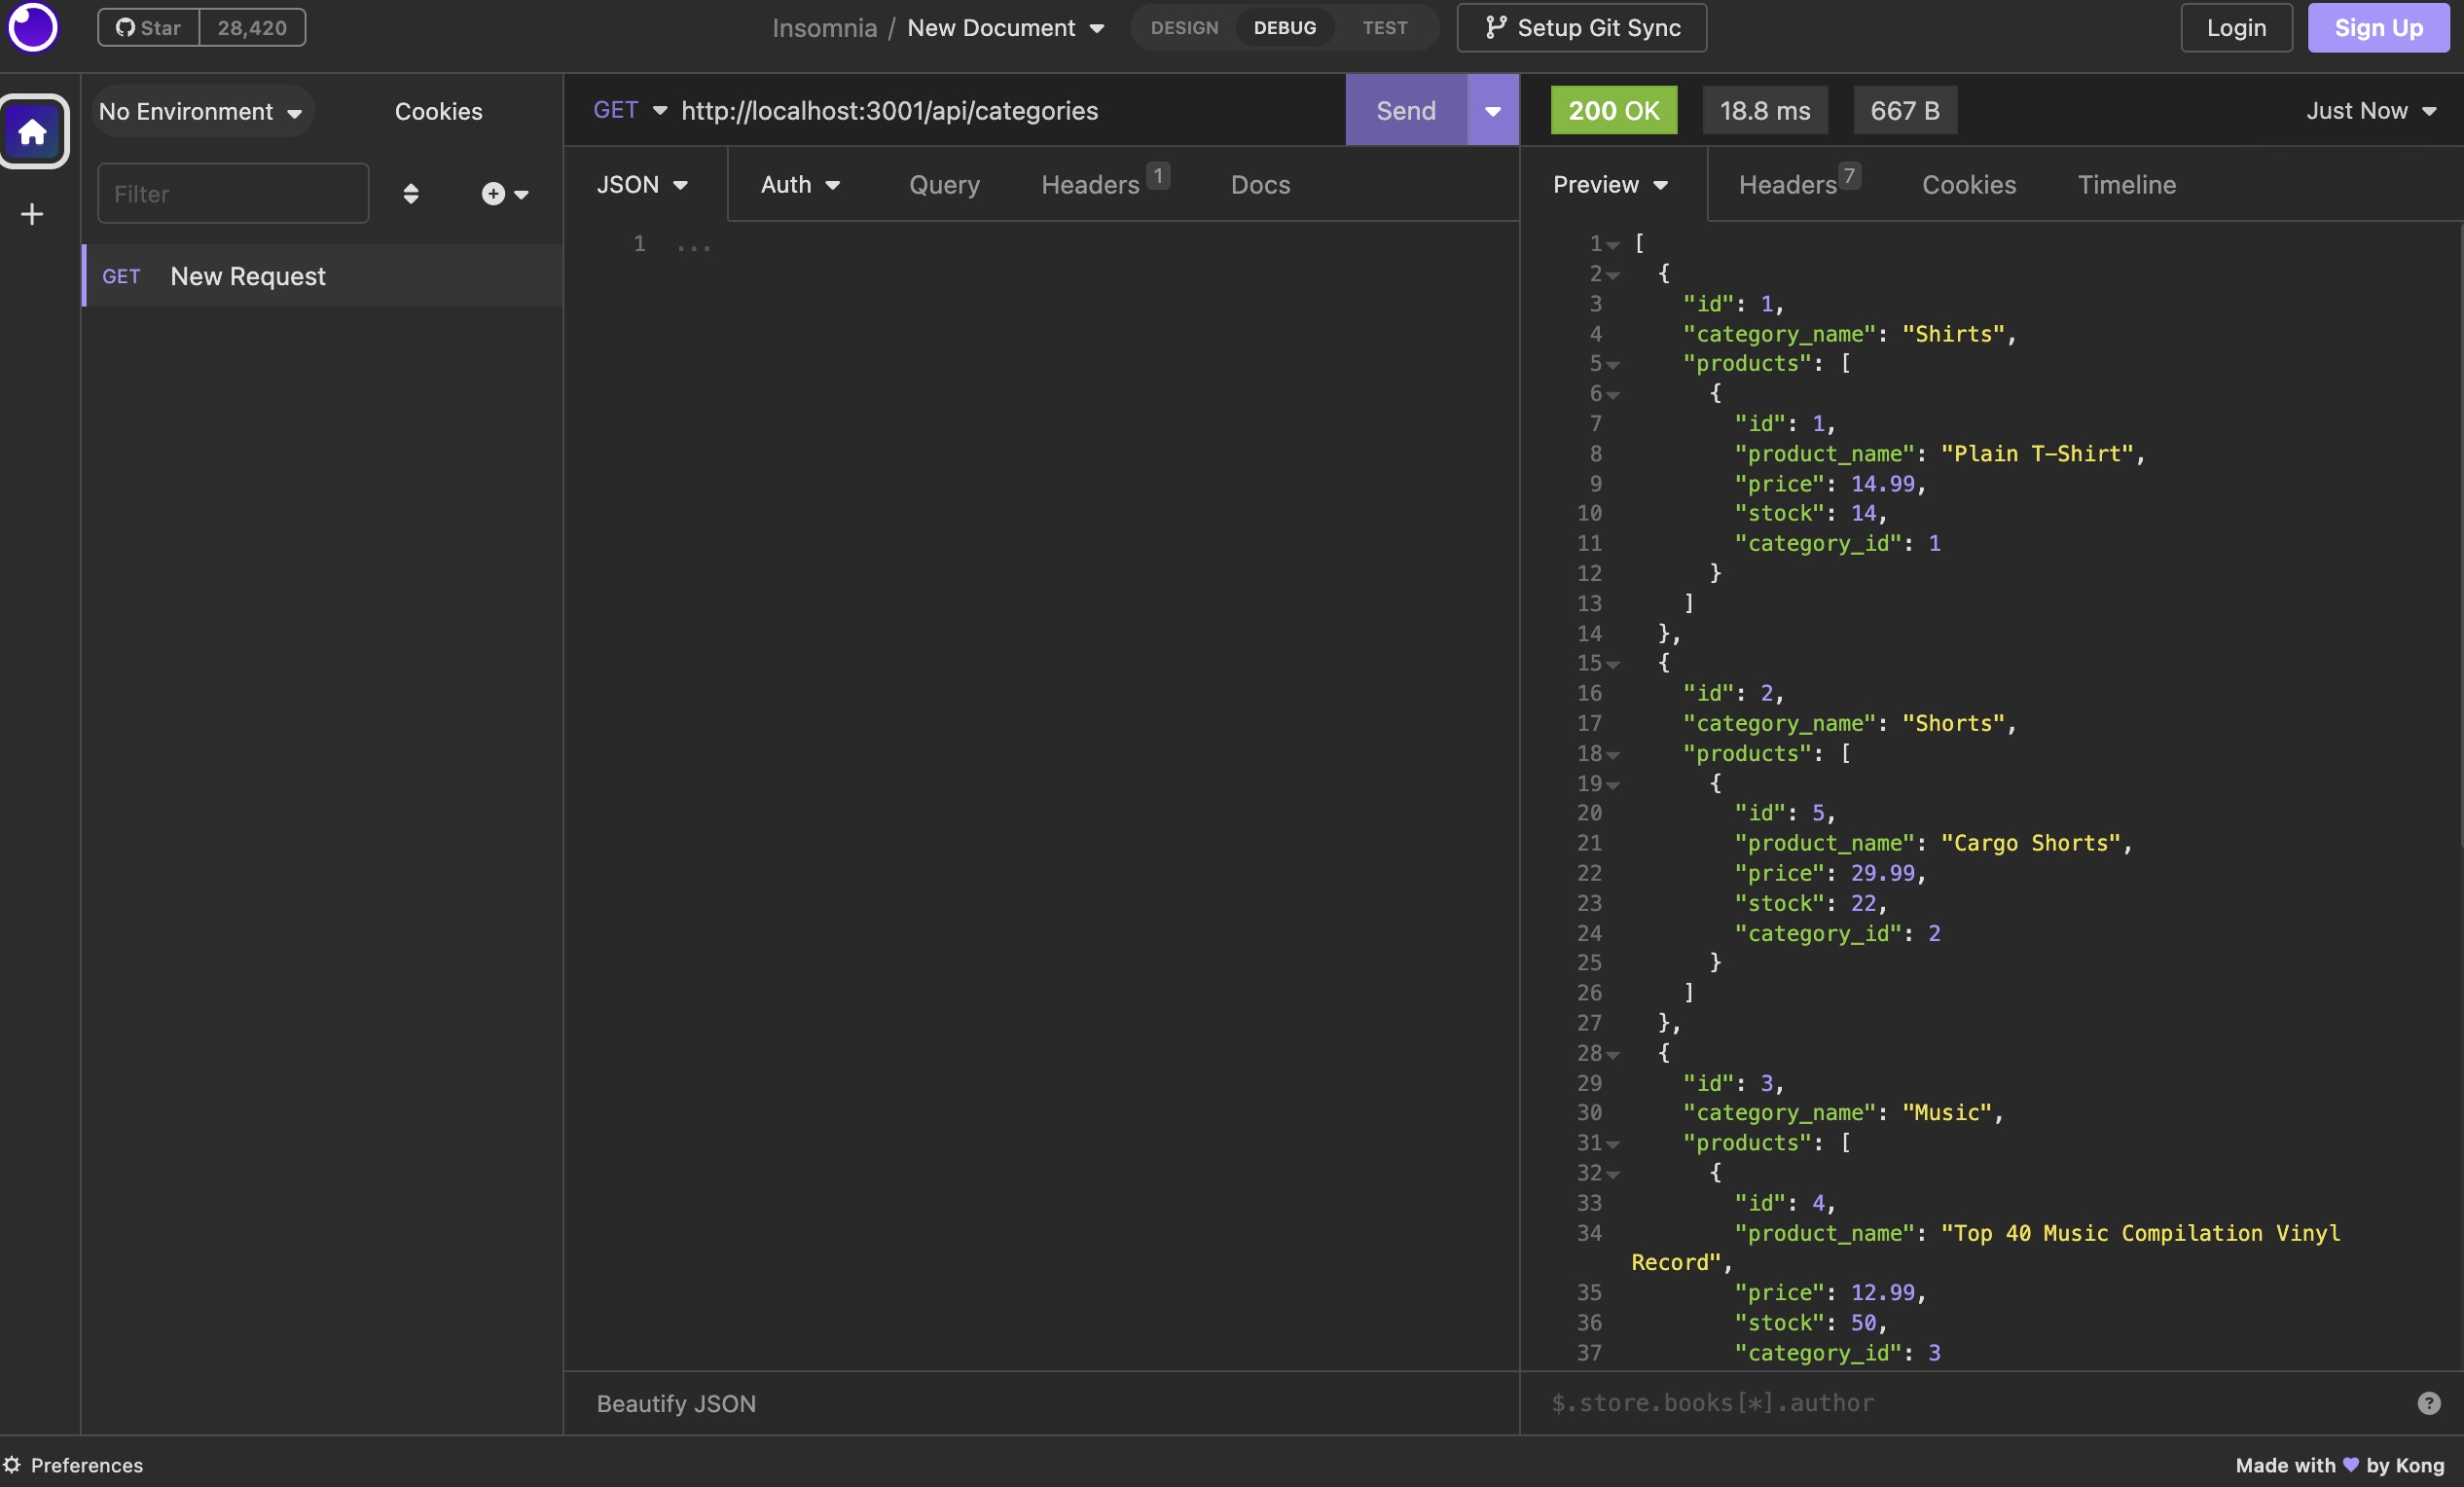 Star 28,420
Insomnia / New Document
DESIGN DEBUG TEST
Setup Git Sync
Login
Sign Up
No Environment
Cookies
Filter
GET New Request
GET http://localhost:3001/api/categories
Send
JSON
Auth
Query
Headers 1
Docs
1 ...
Beautify JSON
200 OK
18.8 ms
667 B
Just Now
Preview
Headers 7
Cookies
Timeline
1 [
2 {
3 "id": 1,
4 "category_name": "Shirts",
5 "products": [
6 {
7 "id": 1,
8 "product_name": "Plain T-Shirt",
9 "price": 14.99,
10 "stock": 14,
11 "category_id": 1
12 }
13 ]
14 },
15 {
16 "id": 2,
17 "category_name": "Shorts",
18 "products": [
19 {
20 "id": 5,
21 "product_name": "Cargo Shorts",
22 "price": 29.99,
23 "stock": 22,
24 "category_id": 2
25 }
26 ]
27 },
28 {
29 "id": 3,
30 "category_name": "Music",
31 "products": [
32 {
33 "id": 4,
34 "product_name": "Top 40 Music Compilation Vinyl
Record",
35 "price": 12.99,
36 "stock": 50,
37 "category_id": 3
$.store.books[*].author
?
Preferences
Made with ♥ by Kong